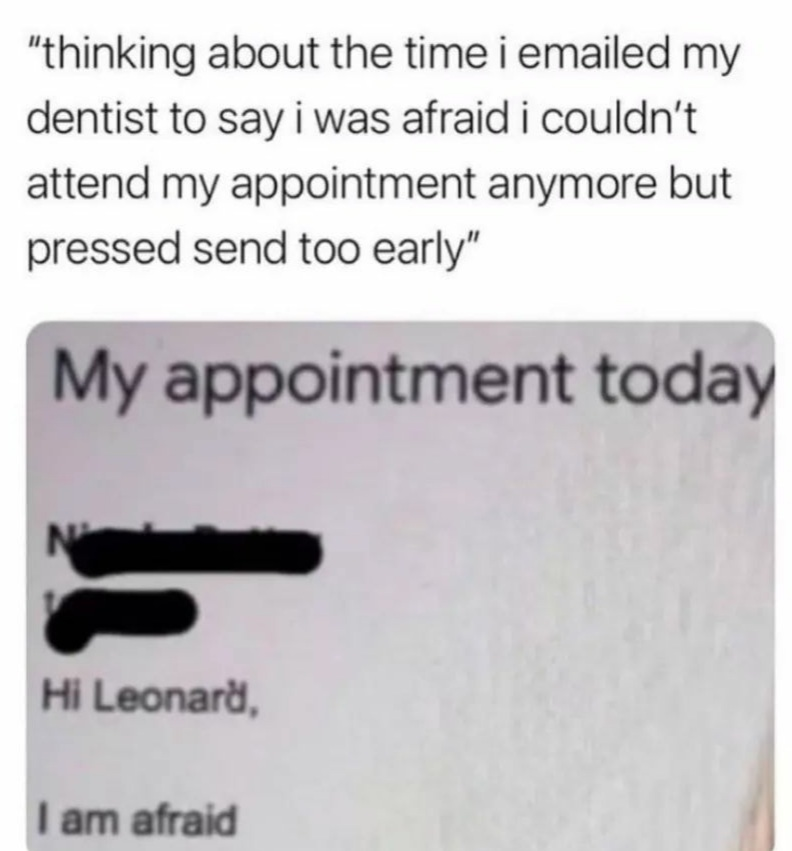 "thinking about the time i emailed my
dentist to say i was afraid i couldn't
attend my appointment anymore but
pressed send too early"
My appointment today
Hi Leonard,
I am afraid